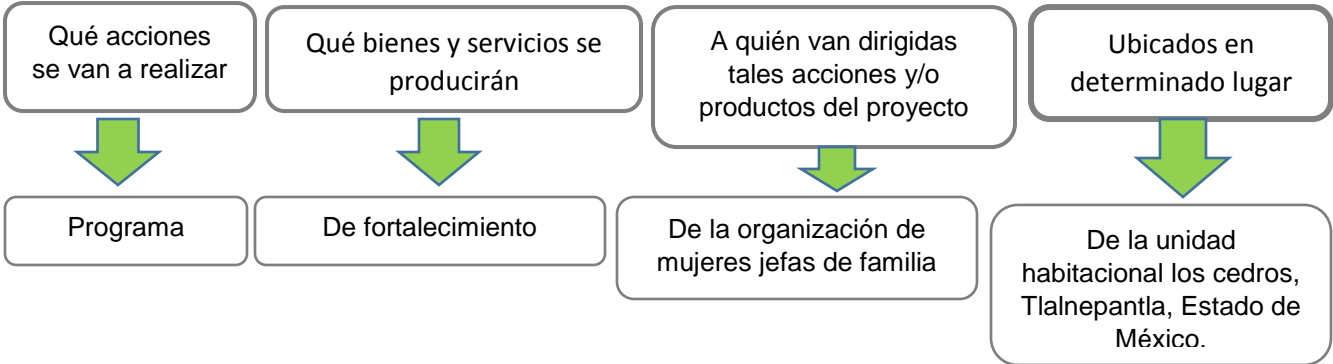 Qué acciones
se van a realizar
Qué bienes y servicios se
producirán
A quién van dirigidas
tales acciones y/o
productos del proyecto
Ubicados en
determinado lugar
Programa
De fortalecimiento
De la organización de
mujeres jefas de familia
De la unidad
habitacional los cedros,
Tlalnepantla, Estado de
México.